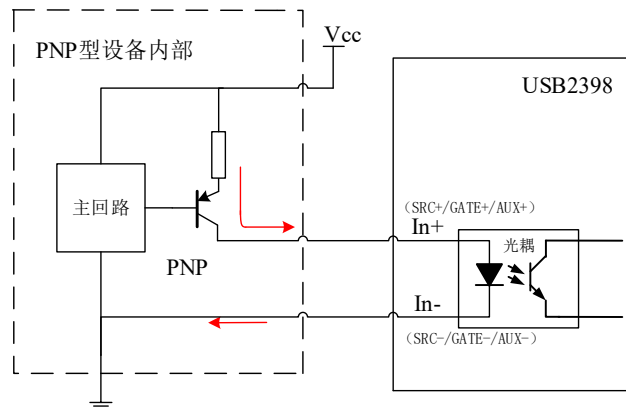 Vcc
PNP型设备内部
USB2398
主回路
PNP
(SRC+/GATE+/AUX+)
In+
光耦
In-
(SRC-/GATE-/AUX-)